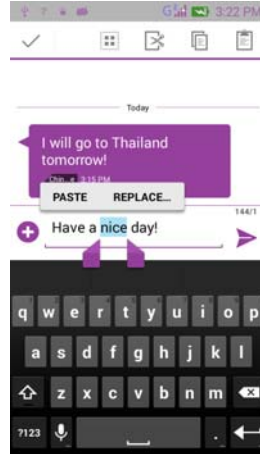 3:22 PM
Today
I will go to Thailand
tomorrow!
3:15 PM
PASTE REPLACE...
144/1
Have a nice day!
q w e r t y u i o p
a s d f g h j k l
z x c v b n m
?123 .